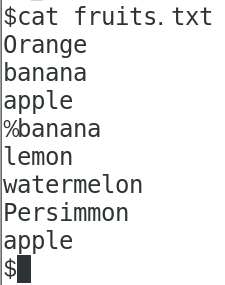 $cat fruits.txt
Orange
banana
apple
%banana
lemon
watermelon
Persimmon
apple
$